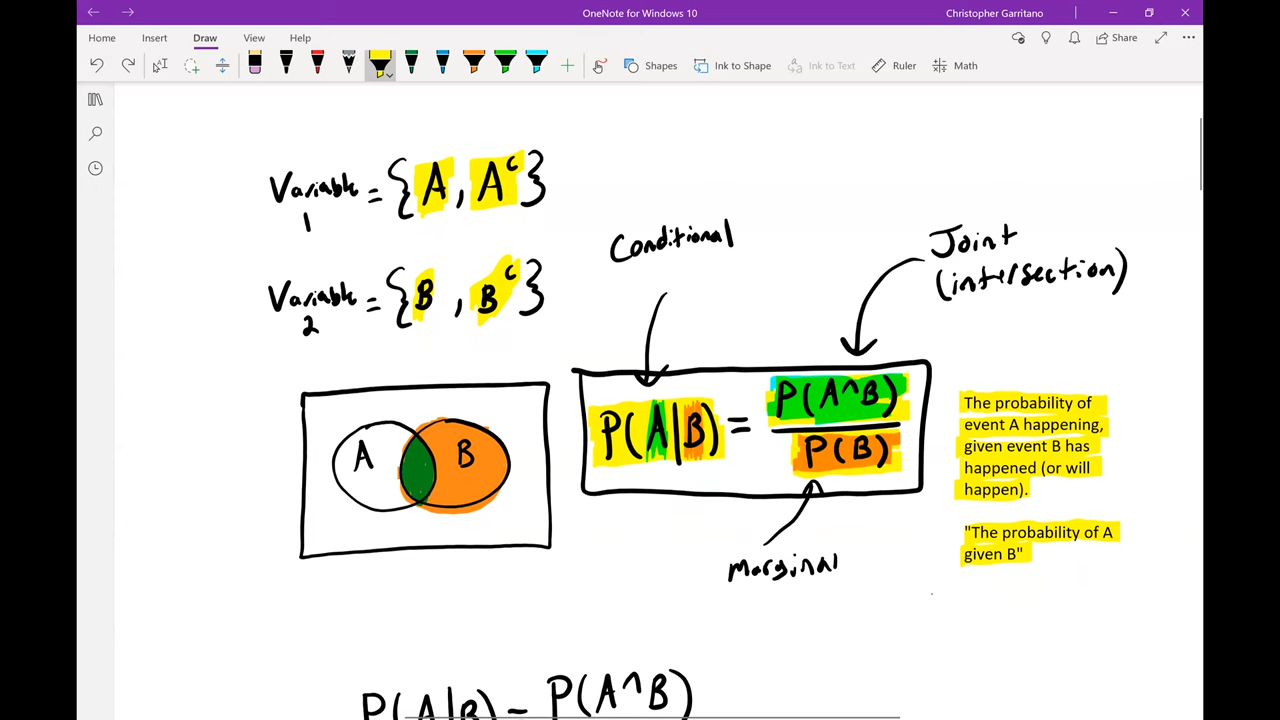 OneNote for Windows 10
Christopher Garritano
Home Insert Draw View Help
Share
Shapes Ink to Shape Ink to Text Ruler Math
Variable 1 = {A, Aᶜ}
Variable 2 = {B, Bᶜ}
Conditional
Joint
(intersection)
A B
P(A|B) = P(A^B)
P(B)
marginal
The probability of
event A happening,
given event B has
happened (or will
happen).
"The probability of A
given B"
P(A|B) = P(A^B)